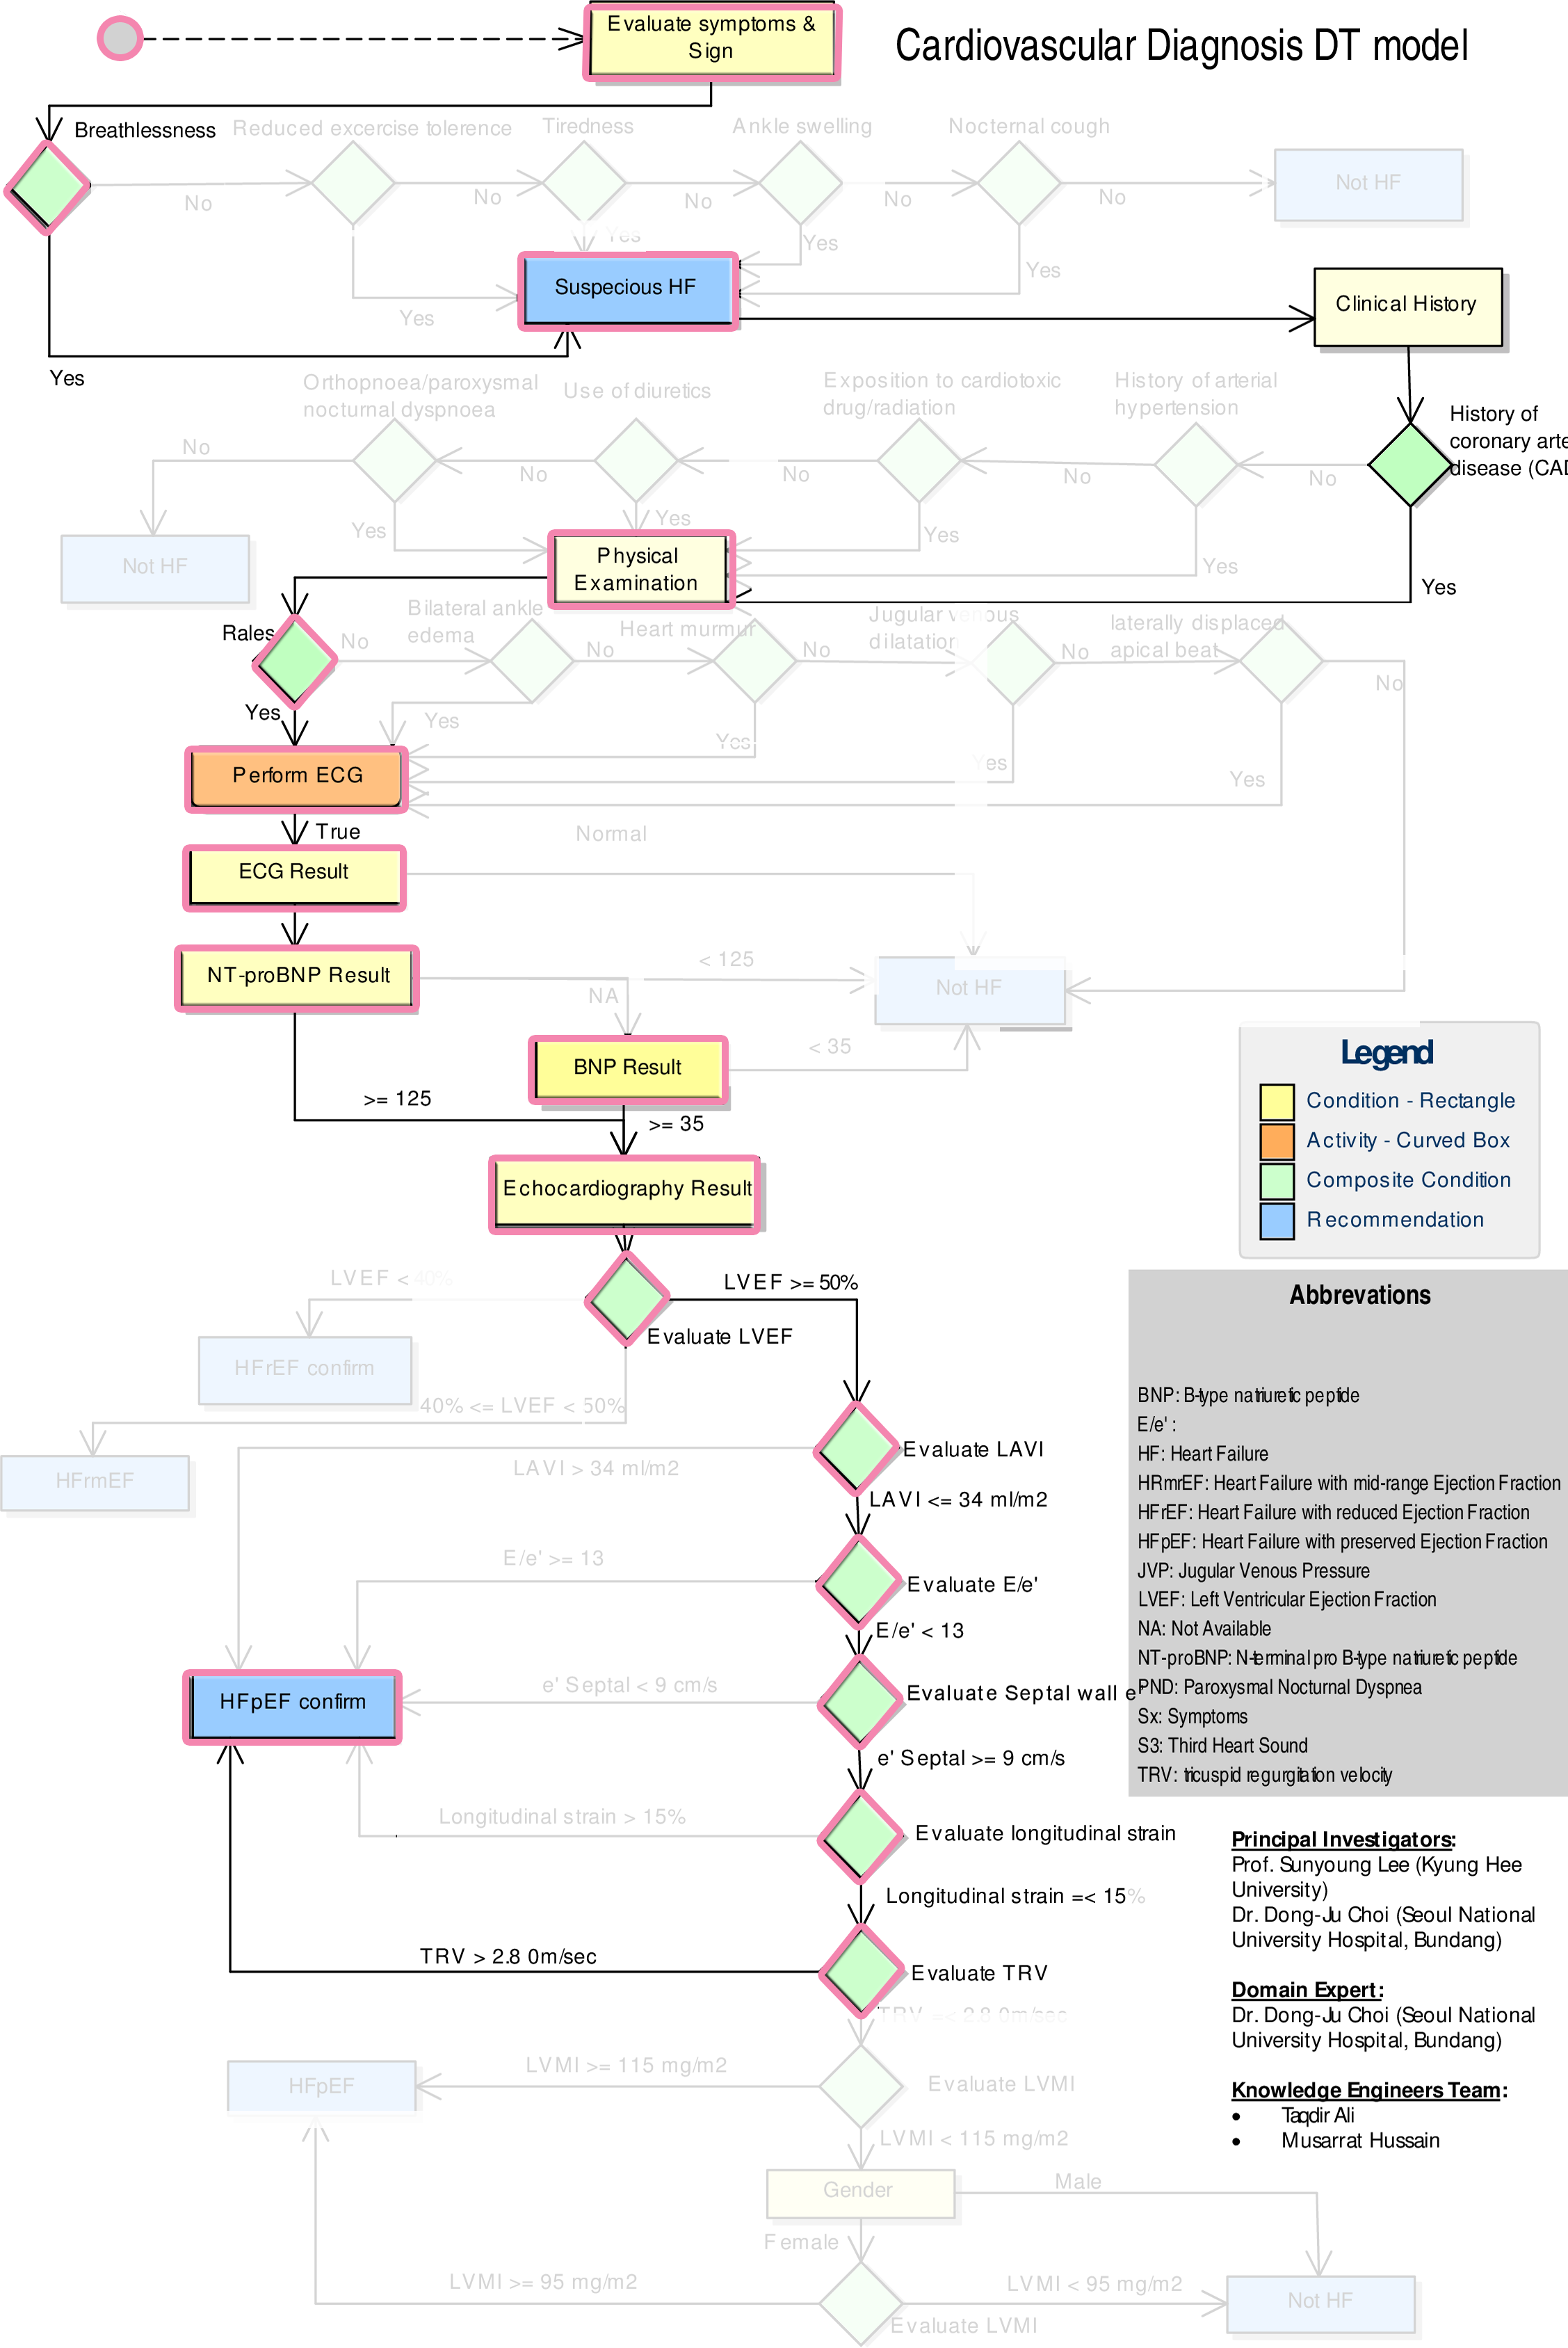 Evaluate symptoms &
Sign
Cardiovascular Diagnosis DT model
Breathlessness
Reduced excercise tolerence
Tiredness
Ankle swelling
Nocternal cough
Not HF
No
No
No
No
No
Yes
Yes
Yes
Yes
Suspecious HF
Clinical History
Yes
Orthopnoea/paroxysmal
nocturnal dyspnoea
Use of diuretics
Exposition to cardiotoxic
drug/radiation
History of arterial
hypertension
History of
coronary arte
disease (CAD
No
No
No
No
No
Yes
Yes
Yes
Yes
Yes
Not HF
Physical
Examination
Rales
Bilateral ankle
edema
Heart murmur
Jugular venous
dilatation
laterally displaced
apical beat
No
No
No
No
No
Yes
Yes
Yes
Yes
Yes
Perform ECG
True
Normal
ECG Result
NT-proBNP Result
< 125
NA
Not HF
BNP Result
< 35
>= 125
>= 35
Legend
Condition - Rectangle
Activity - Curved Box
Composite Condition
Recommendation
Echocardiography Result
LVEF < 40%
LVEF >= 50%
Evaluate LVEF
HFrEF confirm
40% <= LVEF < 50%
HFrmEF
Evaluate LAVI
LAVI > 34 ml/m2
LAVI <= 34 ml/m2
E/e' >= 13
Evaluate E/e'
E/e' < 13
HFpEF confirm
e' Septal < 9 cm/s
Evaluate Septal wall e'
e' Septal >= 9 cm/s
Longitudinal strain > 15%
Evaluate longitudinal strain
Longitudinal strain =< 15%
TRV > 2.8 0m/sec
Evaluate TRV
TRV =< 2.8 0m/sec
HFpEF
LVMI >= 115 mg/m2
Evaluate LVMI
LVMI < 115 mg/m2
Gender
Male
Female
LVMI >= 95 mg/m2
LVMI < 95 mg/m2
Evaluate LVMI
Not HF
Abbrevations
BNP: B-type natriuretic peptide
E/e' :
HF: Heart Failure
HRmrEF: Heart Failure with mid-range Ejection Fraction
HFrEF: Heart Failure with reduced Ejection Fraction
HFpEF: Heart Failure with preserved Ejection Fraction
JVP: Jugular Venous Pressure
LVEF: Left Ventricular Ejection Fraction
NA: Not Available
NT-proBNP: N-terminal pro B-type natriuretic peptide
PND: Paroxysmal Nocturnal Dyspnea
Sx: Symptoms
S3: Third Heart Sound
TRV: tricuspid regurgitation velocity
Principal Investigators:
Prof. Sunyoung Lee (Kyung Hee
University)
Dr. Dong-Ju Choi (Seoul National
University Hospital, Bundang)
Domain Expert:
Dr. Dong-Ju Choi (Seoul National
University Hospital, Bundang)
Knowledge Engineers Team:
• Taqdir Ali
• Musarrat Hussain